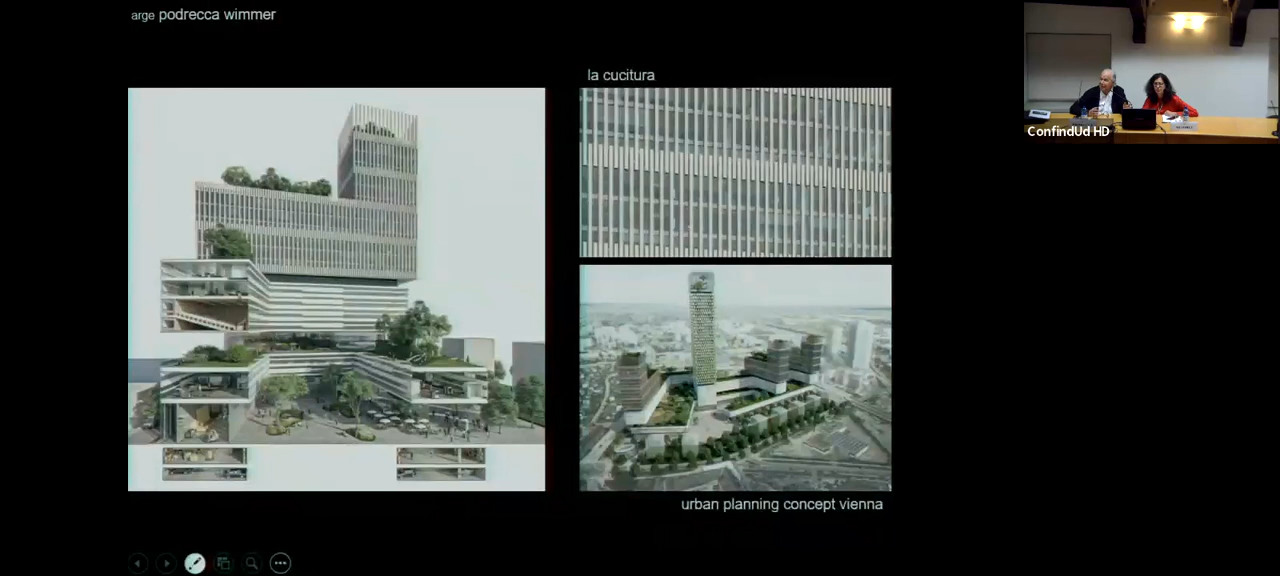 arge podrecca wimmer
la cucitura
ConfindUd HD
urban planning concept vienna